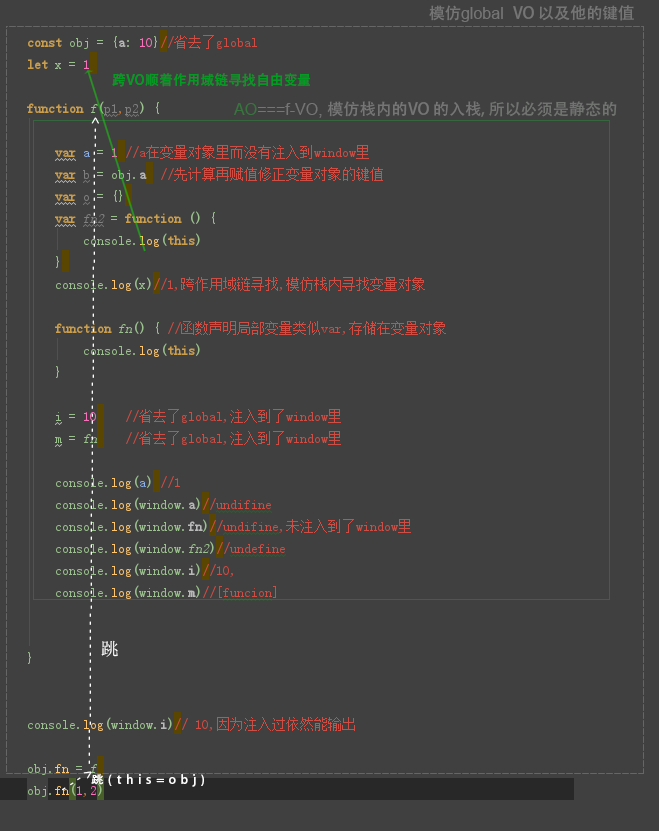 模仿global VO 以及他的键值
const obj = {a: 10}//省去了global
let x = 1
跨VO顺着作用域链寻找自由变量
function f(p1,p2) {
AO===f-VO, 模仿栈内的VO 的入栈, 所以必须是静态的
var a = 1 //a在变量对象里而没有注入到window里
var b = obj.a //先计算再赋值修正变量对象的键值
var o = {}
var fn2 = function () {
console.log(this)
}
console.log(x)//1,跨作用域链寻找,模仿栈内寻找变量对象
function fn() { //函数声明局部变量类似var,存储在变量对象
console.log(this)
}
i = 10 //省去了global,注入到了window里
m = fn //省去了global,注入到了window里
console.log(a) //1
console.log(window.a)//undifine
console.log(window.fn)//undifine,未注入到了window里
console.log(window.fn2)//undefine
console.log(window.i)//10,
console.log(window.m)//[funcion]
跳
}
console.log(window.i)// 10,因为注入过依然能输出
obj.fn = f
跳(this=obj)
obj.fn(1,2)